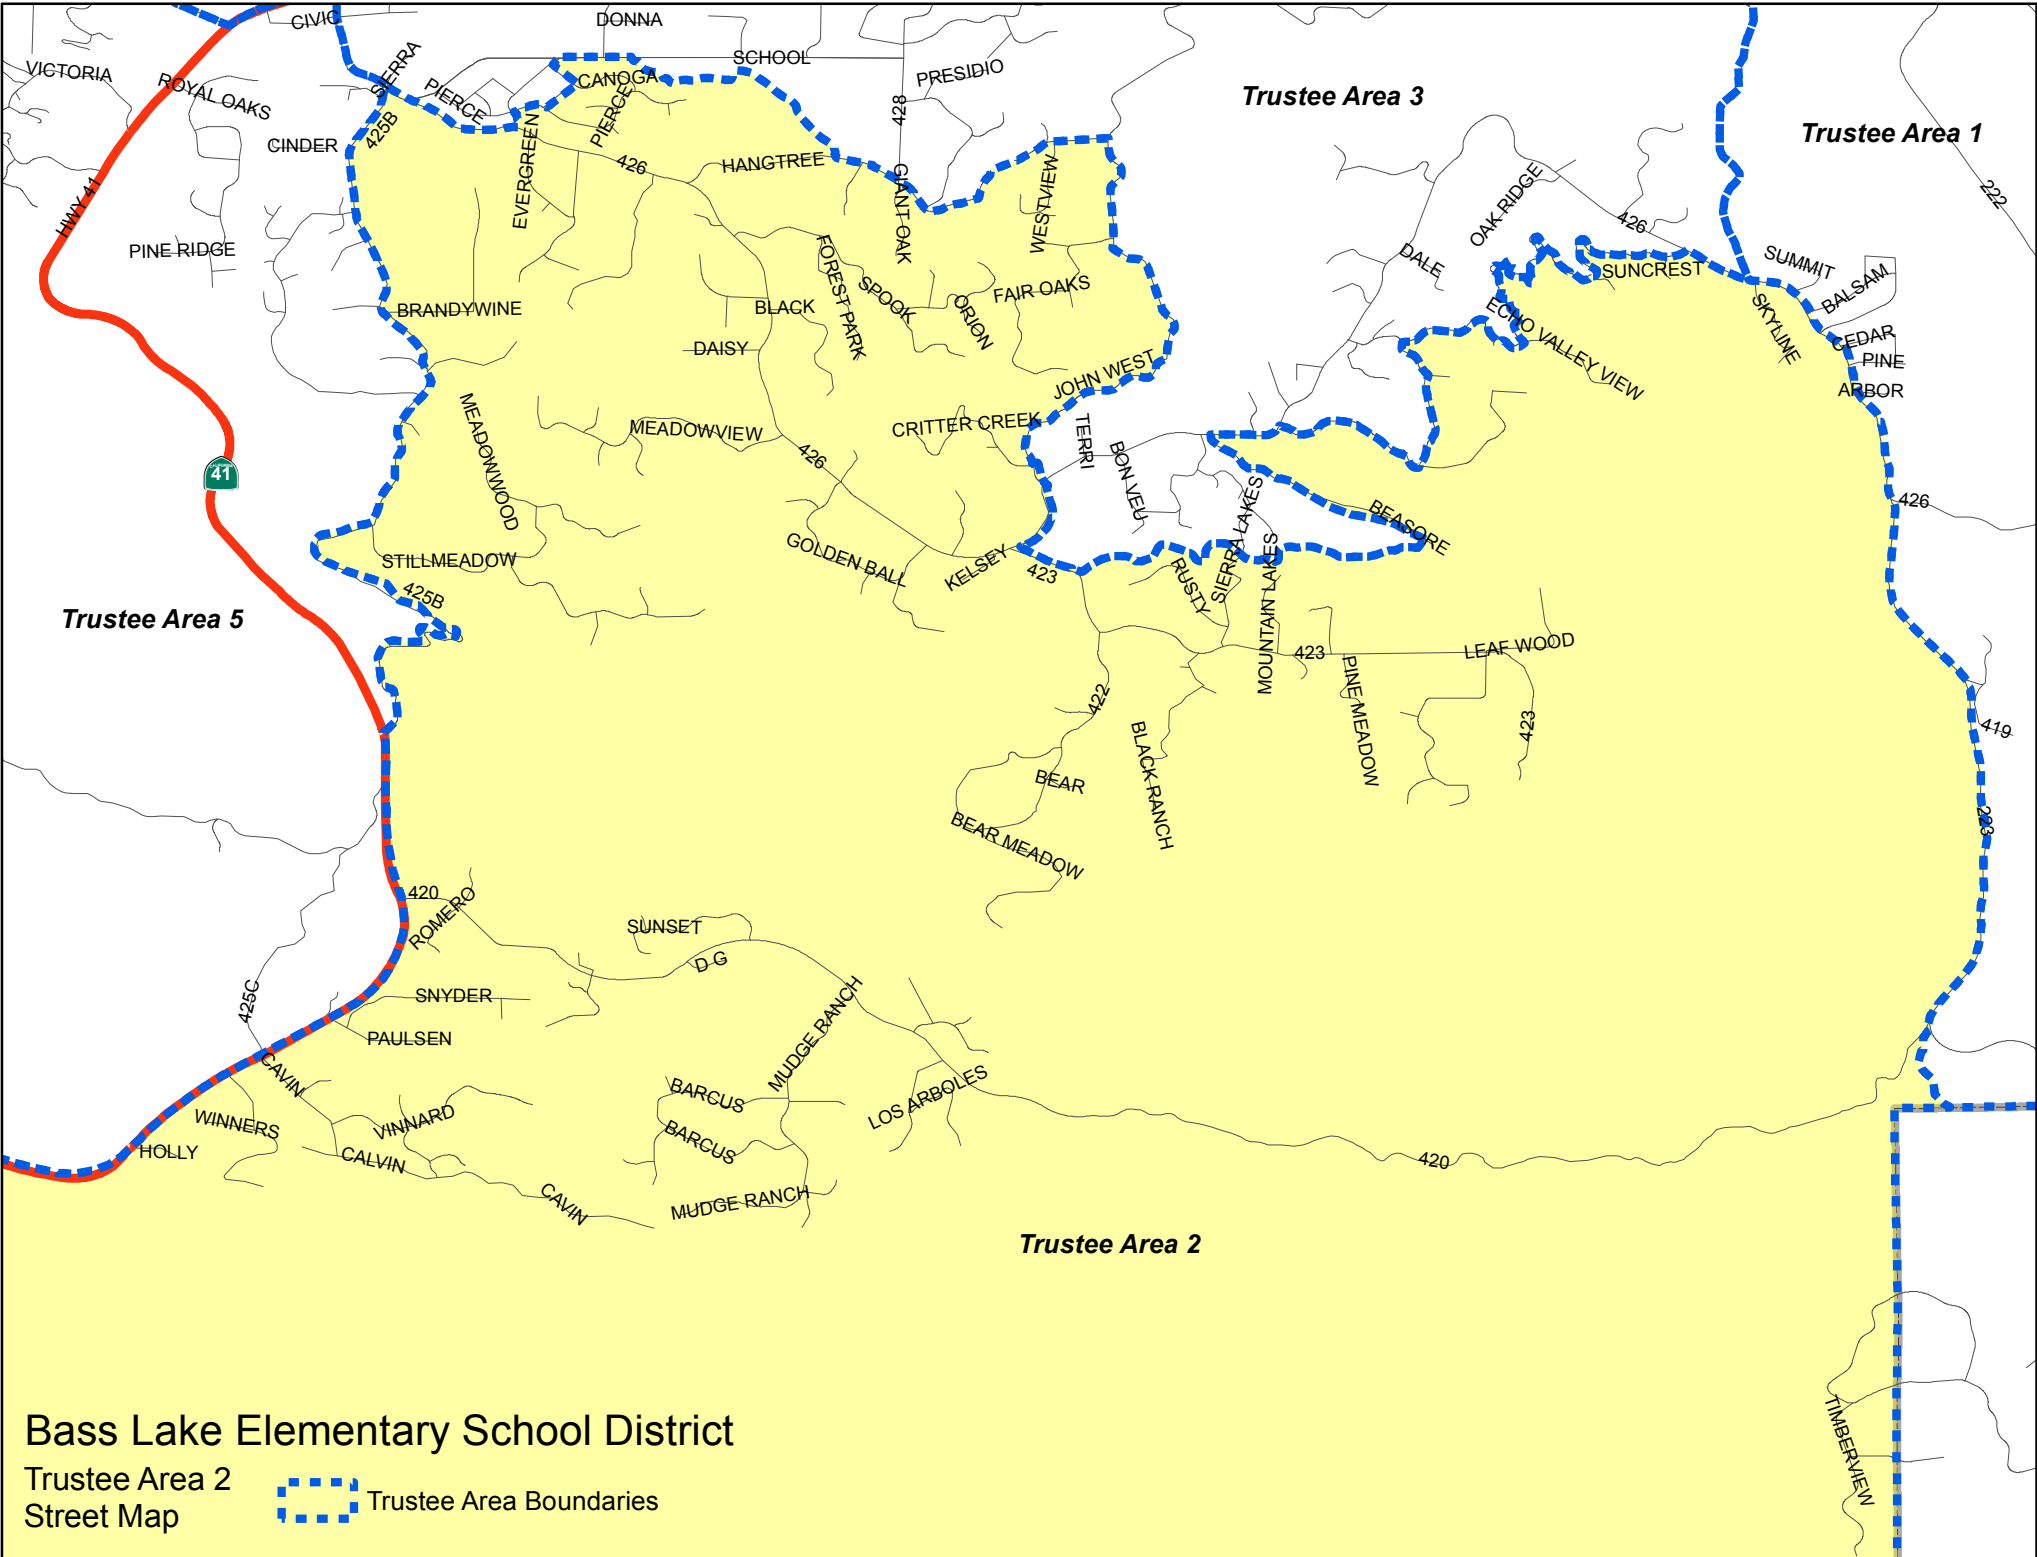 CIVIC
DONNA
SIERRA
SCHOOL
VICTORIA
ROYAL OAKS
PIERCE
CANOGA
PRESIDIO
Trustee Area 3
Trustee Area 1
PIERCE
428
425B
CINDER
EVERGREEN
426
HANGTREE
GIANT OAK
WESTVIEW
OAK RIDGE
222
HWY 41
426
PINE RIDGE
FOREST PARK
DALE
SUNCREST
SUMMIT
BALSAM
SPOOK
ORION
FAIR OAKS
BRANDYWINE
BLACK
ECHO VALLEY VIEW
SKYLINE
CEDAR
DAISY
PINE
JOHN WEST
ARBOR
MEADOWWOOD
MEADOWVIEW
CRITTER CREEK
TERRI
BON VEU
426
CALIFORNIA
41
SIERRA LAKES
BEASORE
426
STILLMEADOW
GOLDEN BALL
KELSEY
423
RUSTY
MOUNTAIN LAKES
425B
Trustee Area 5
423
LEAF WOOD
PINE MEADOW
422
BLACK RANCH
423
419
BEAR
BEAR MEADOW
223
420
ROMERO
SUNSET
D G
SNYDER
425C
MUDGE RANCH
PAULSEN
CAVIN
BARCUS
LOS ARBOLES
WINNERS
VINNARD
BARCUS
HOLLY
CALVIN
420
CAVIN
MUDGE RANCH
Trustee Area 2
TIMBERVIEW
Bass Lake Elementary School District
Trustee Area 2
Street Map
Trustee Area Boundaries